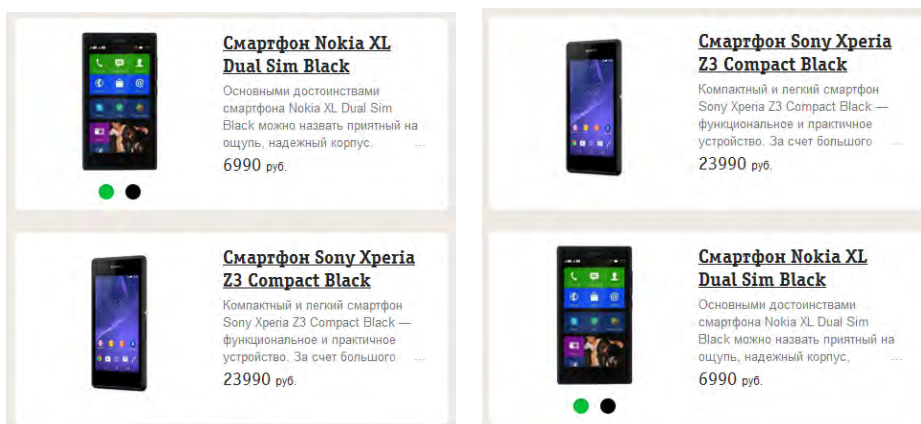 Смартфон Nokia XL
Dual Sim Black
Основными достоинствами
смартфона Nokia XL Dual Sim
Black можно назвать приятный на
ощупь, надежный корпус. ...
6990 руб.
Смартфон Sony Xperia
Z3 Compact Black
Компактный и легкий смартфон
Sony Xperia Z3 Compact Black —
функциональное и практичное
устройство. За счет большого ...
23990 руб.
Смартфон Sony Xperia
Z3 Compact Black
Компактный и легкий смартфон
Sony Xperia Z3 Compact Black —
функциональное и практичное
устройство. За счет большого ...
23990 руб.
Смартфон Nokia XL
Dual Sim Black
Основными достоинствами
смартфона Nokia XL Dual Sim
Black можно назвать приятный на
ощупь, надежный корпус, ...
6990 руб.